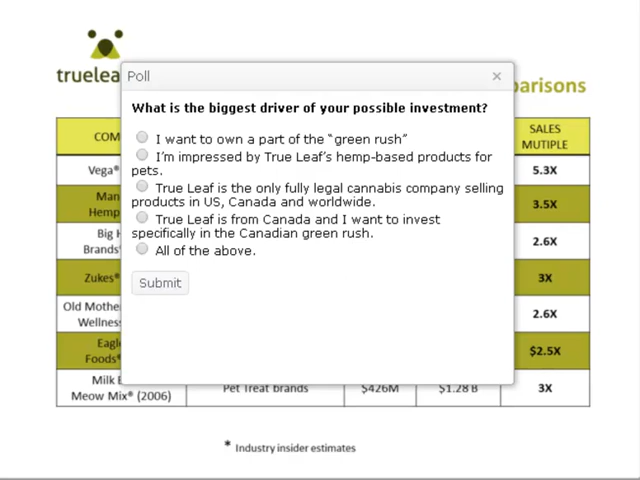 truelea
Poll
×
parisons
What is the biggest driver of your possible investment?
I want to own a part of the “green rush”
I’m impressed by True Leaf’s hemp-based products for
pets.
True Leaf is the only fully legal cannabis company selling
products in US, Canada and worldwide.
True Leaf is from Canada and I want to invest
specifically in the Canadian green rush.
All of the above.
Submit
COM
SALES
MUTIPLE
Vega®
5.3X
Man
Hemp
3.5X
Big H
Brands®
2.6X
Zukes®
3X
Old Mothe
Wellness
2.6X
Eagl
Foods®
$2.5X
Milk B
Meow Mix® (2006)
Pet Treat brands
$426M
$1.28 B
3X
* Industry insider estimates